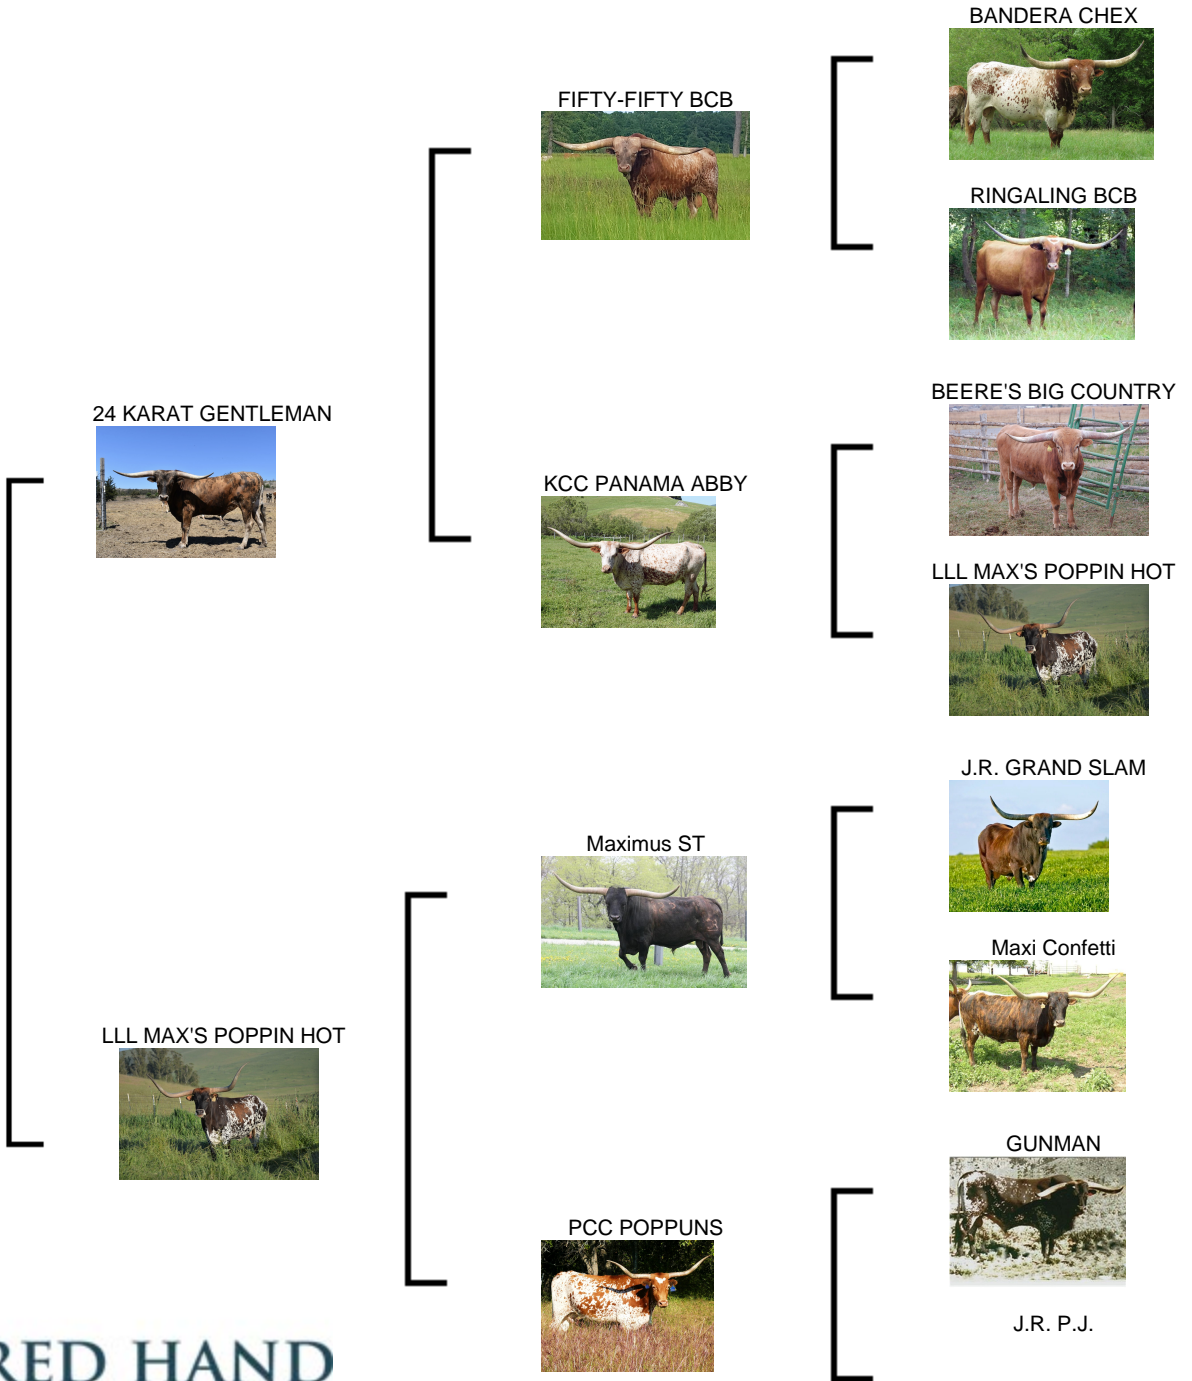 BANDERA CHEX
FIFTY-FIFTY BCB
RINGALING BCB
BEERE'S BIG COUNTRY
24 KARAT GENTLEMAN
KCC PANAMA ABBY
LLL MAX'S POPPIN HOT
J.R. GRAND SLAM
Maximus ST
Maxi Confetti
LLL MAX'S POPPIN HOT
GUNMAN
PCC POPPUNS
J.R. P.J.
RED HAND